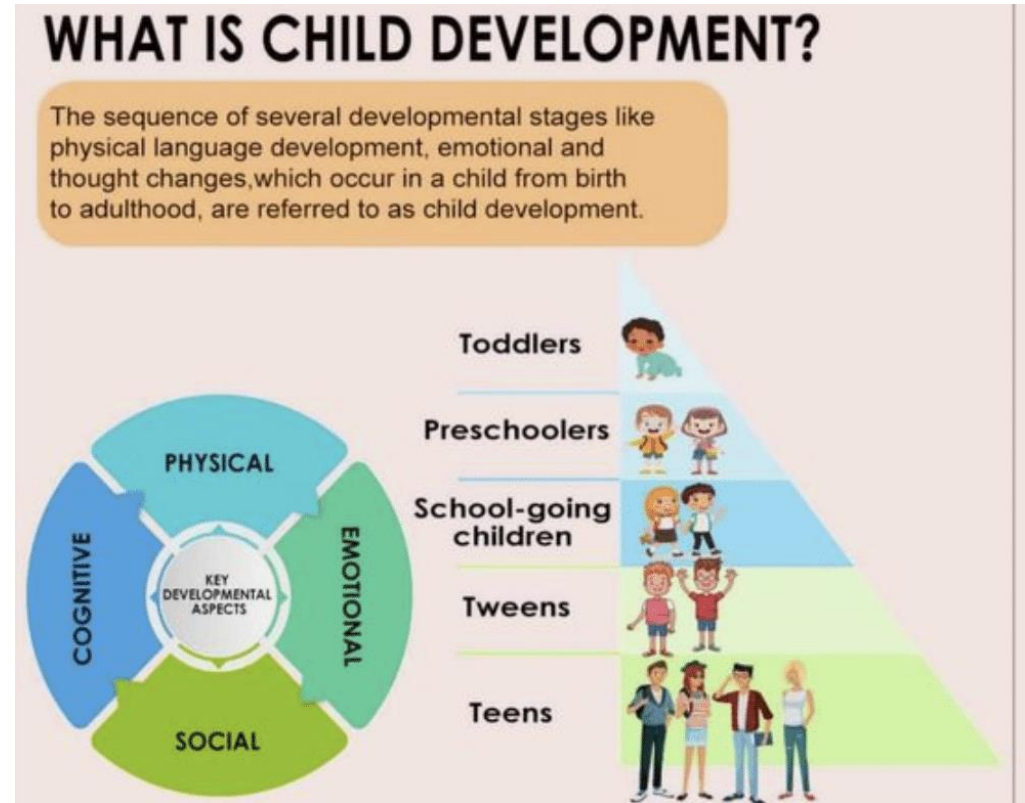 WHAT IS CHILD DEVELOPMENT?
The sequence of several developmental stages like
physical language development, emotional and
thought changes,which occur in a child from birth
to adulthood, are referred to as child development.
Toddlers
Preschoolers
School-going
children
Tweens
Teens
PHYSICAL
EMOTIONAL
SOCIAL
COGNITIVE
KEY
DEVELOPMENTAL
ASPECTS